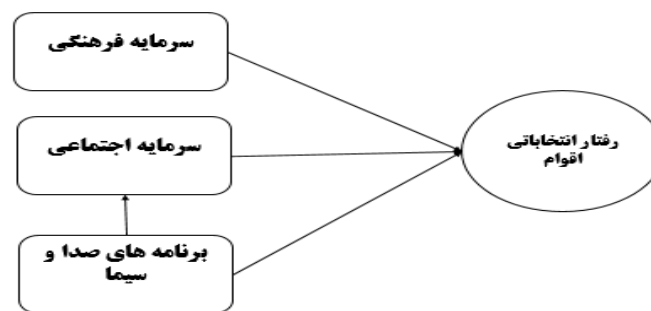 سرمایه فرهنگی
سرمایه اجتماعی
برنامه های صدا و
سیما
رفتار انتخاباتی
اقوام